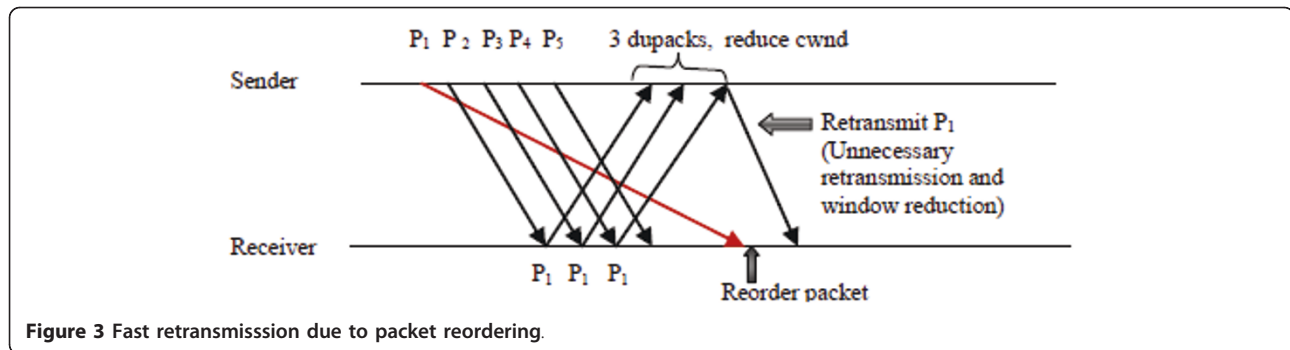 P1 P2 P3 P4 P5 3 dupacks, reduce cwnd
Sender
Retransmit P1
(Unnecessary
retransmission and
window reduction)
Receiver
P1 P1 P1
Reorder packet
Figure 3 Fast retransmisssion due to packet reordering.